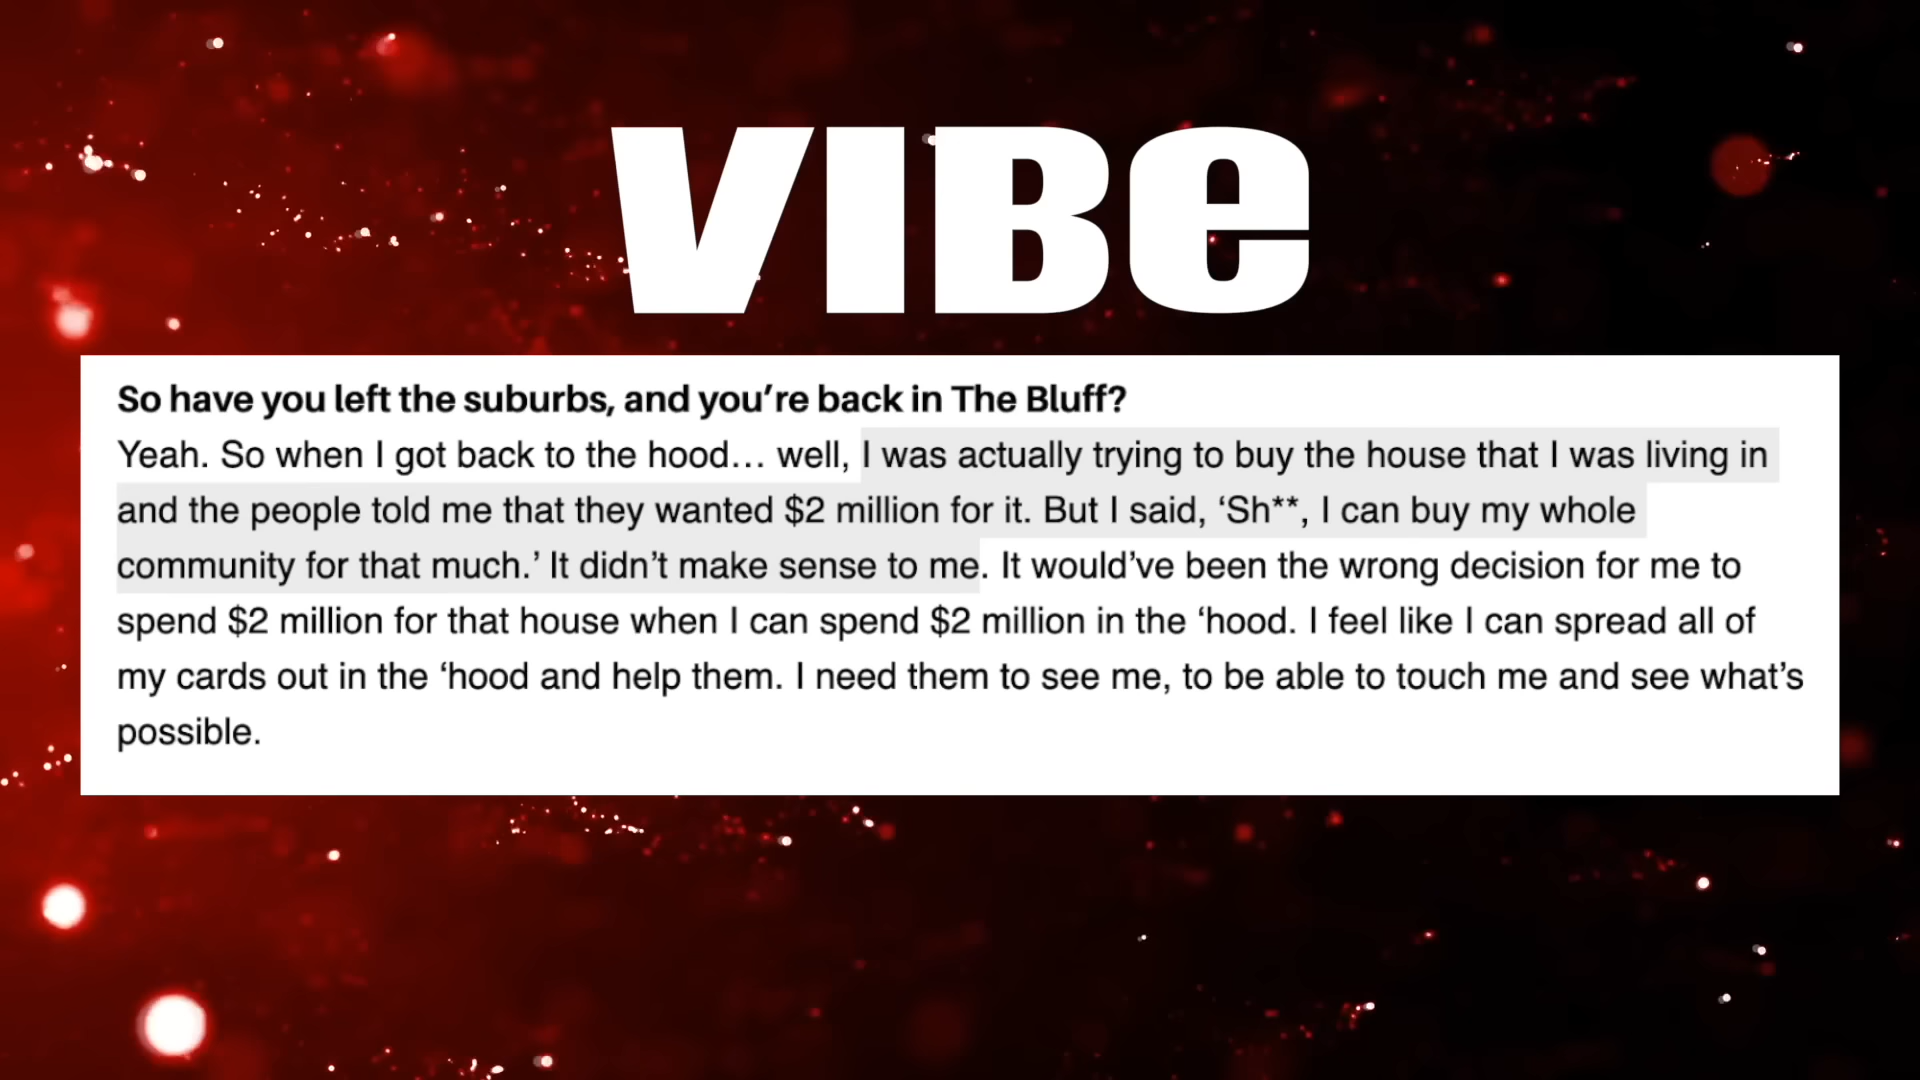 VIBe
So have you left the suburbs, and you’re back in The Bluff?
Yeah. So when I got back to the hood… well, I was actually trying to buy the house that I was living in
and the people told me that they wanted $2 million for it. But I said, ‘Sh**, I can buy my whole
community for that much.’ It didn’t make sense to me. It would’ve been the wrong decision for me to
spend $2 million for that house when I can spend $2 million in the ‘hood. I feel like I can spread all of
my cards out in the ‘hood and help them. I need them to see me, to be able to touch me and see what’s
possible.